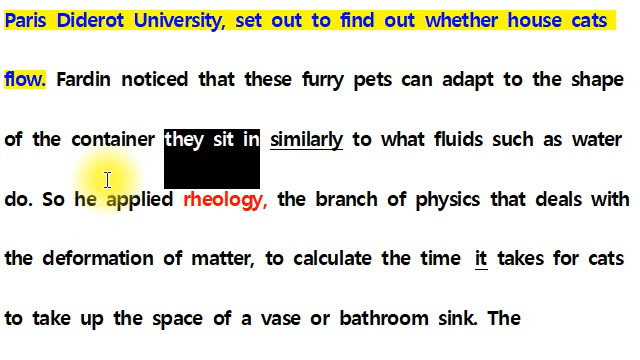 Paris Diderot University, set out to find out whether house cats
flow. Fardin noticed that these furry pets can adapt to the shape
of the container they sit in similarly to what fluids such as water
do. So he applied rheology, the branch of physics that deals with
the deformation of matter, to calculate the time it takes for cats
to take up the space of a vase or bathroom sink. The